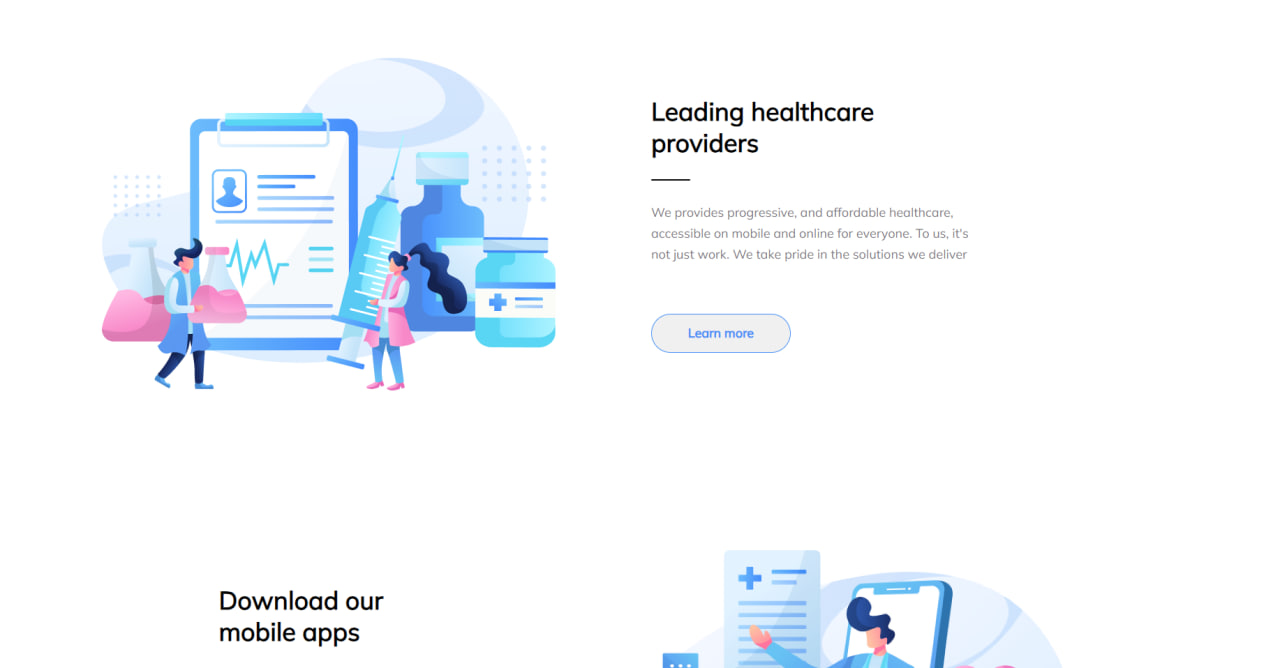 Leading healthcare
providers
We provides progressive, and affordable healthcare,
accessible on mobile and online for everyone. To us, it's
not just work. We take pride in the solutions we deliver
Learn more
Download our
mobile apps